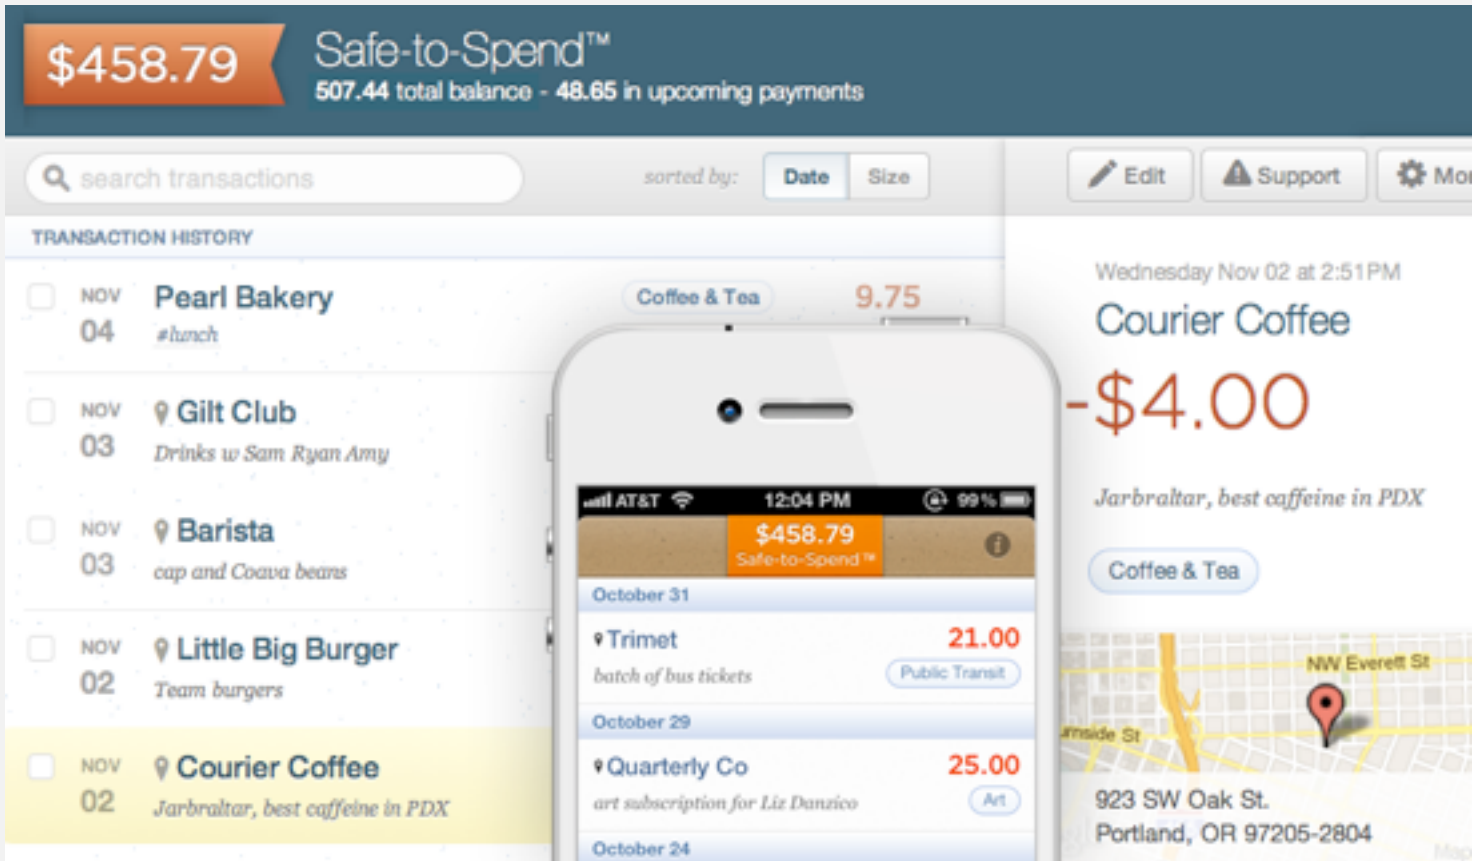 $458.79
Safe-to-Spend™
507.44 total balance - 48.65 in upcoming payments
search transactions
sorted by:
Date
Size
Edit
Support
TRANSACTION HISTORY
NOV
04
Pearl Bakery
#lunch
Coffee & Tea
9.75
NOV
03
Gilt Club
Drinks w Sam Ryan Amy
NOV
03
Barista
cap and Coava beans
NOV
02
Little Big Burger
Team burgers
NOV
02
Courier Coffee
Jarbraltar, best caffeine in PDX
AT&T
12:04 PM
99%
$458.79
Safe-to-Spend™
October 31
Trimet
21.00
batch of bus tickets
Public Transit
October 29
Quarterly Co
25.00
art subscription for Liz Danzico
Art
October 24
Wednesday Nov 02 at 2:51PM
Courier Coffee
-$4.00
Jarbraltar, best caffeine in PDX
Coffee & Tea
NW Everett St
urnside St
923 SW Oak St.
Portland, OR 97205-2804